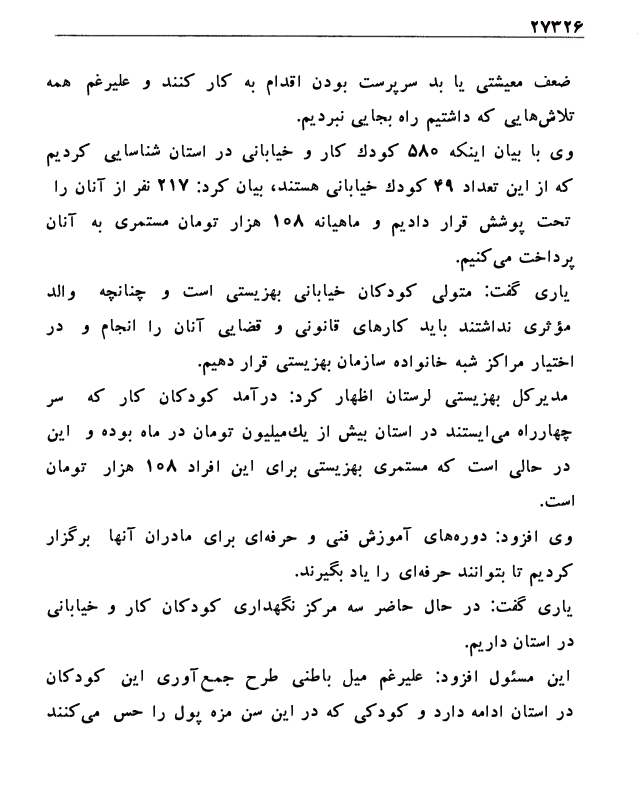 ۲۷۳۲۶
ضعف معیشتی یا بد سرپرست بودن اقدام به کار کنند و علیرغم همه
تلاش‌هایی که داشتیم راه بجایی نبردیم.
وی با بیان اینکه ۵۸۰ کودك کار و خیابانی در استان شناسایی کردیم
که از این تعداد ۴۹ کودك خیابانی هستند، بیان کرد: ۲۱۷ نفر از آنان را
تحت پوشش قرار دادیم و ماهیانه ۱۰۸ هزار تومان مستمری به آنان
پرداخت می‌کنیم.
یاری گفت: متولی کودکان خیابانی بهزیستی است و چنانچه والد
مؤثری نداشتند باید کارهای قانونی و قضایی آنان را انجام و در
اختیار مراکز شبه خانواده سازمان بهزیستی قرار دهیم.
مدیرکل بهزیستی لرستان اظهار کرد: درآمد کودکان کار که سر
چهارراه می‌ایستند در استان بیش از یك‌میلیون تومان در ماه بوده و این
در حالی است که مستمری بهزیستی برای این افراد ۱۰۸ هزار تومان
است.
وی افزود: دوره‌های آموزش فنی و حرفه‌ای برای مادران آنها برگزار
کردیم تا بتوانند حرفه‌ای را یاد بگیرند.
یاری گفت: در حال حاضر سه مرکز نگهداری کودکان کار و خیابانی
در استان داریم.
این مسئول افزود: علیرغم میل باطنی طرح جمع‌آوری این کودکان
در استان ادامه دارد و کودکی که در این سن مزه پول را حس می‌کنند